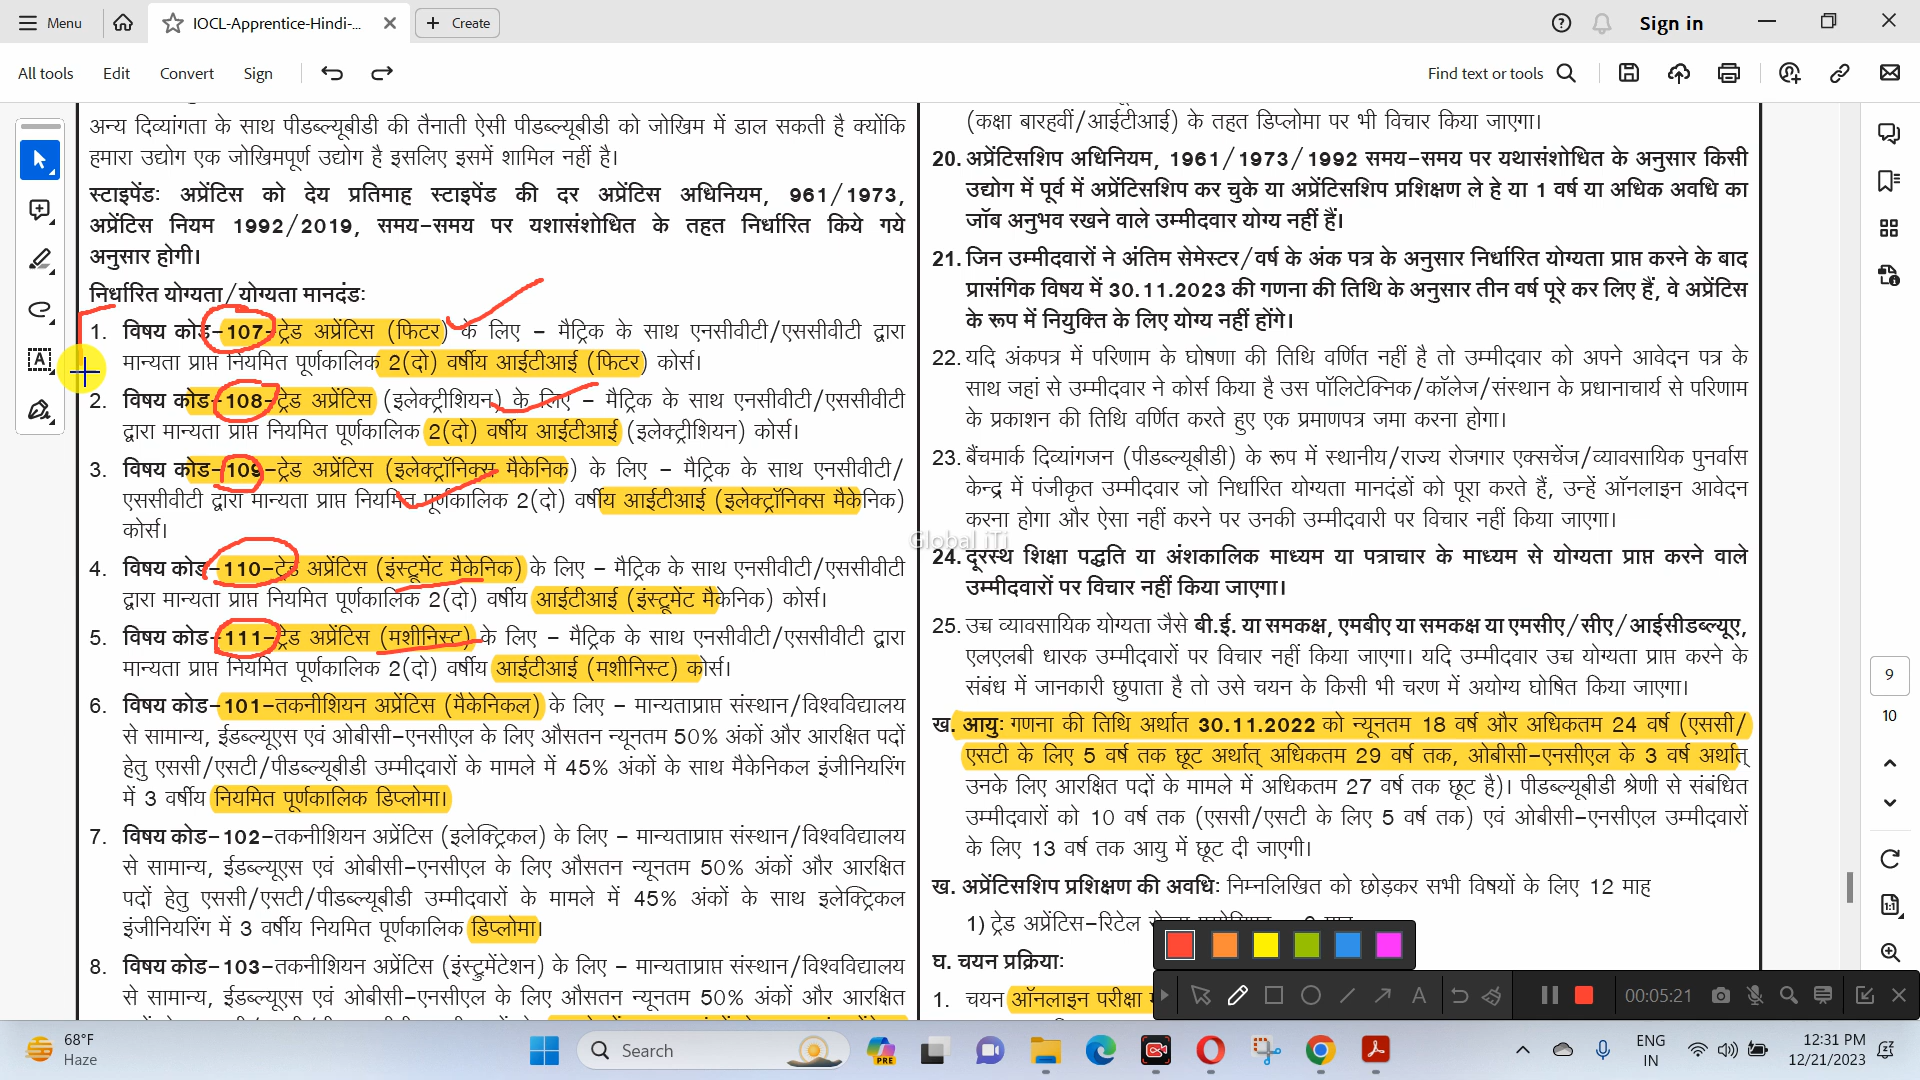 Menu
IOCL-Apprentice-Hindi-...
Create
Sign in
All tools
Edit
Convert
Sign
Find text or tools
अन्य दिव्यांगता के साथ पीडब्ल्यूबीडी की तैनाती ऐसी पीडब्ल्यूबीडी को जोखिम में डाल सकती है क्योंकि
हमारा उद्योग एक जोखिमपूर्ण उद्योग है इसलिए इसमें शामिल नहीं है।
स्टाइपेंडः अप्रेंटिस को देय प्रतिमाह स्टाइपेंड की दर अप्रेंटिस अधिनियम, 961/1973,
अप्रेंटिस नियम 1992/2019, समय-समय पर यशासंशोधित के तहत निर्धारित किये गये
अनुसार होगी।
निर्धारित योग्यता/योग्यता मानदंडः
1. विषय कोड-107-ट्रेड अप्रेंटिस (फिटर) के लिए - मैट्रिक के साथ एनसीवीटी/एससीवीटी द्वारा
मान्यता प्राप्त नियमित पूर्णकालिक 2(दो) वर्षीय आईटीआई (फिटर) कोर्स।
2. विषय कोड-108-ट्रेड अप्रेंटिस (इलेक्ट्रीशियन) के लिए - मैट्रिक के साथ एनसीवीटी/एससीवीटी
द्वारा मान्यता प्राप्त नियमित पूर्णकालिक 2(दो) वर्षीय आईटीआई (इलेक्ट्रीशियन) कोर्स।
3. विषय कोड-109-ट्रेड अप्रेंटिस (इलेक्ट्रॉनिक्स मैकेनिक) के लिए - मैट्रिक के साथ एनसीवीटी/
एससीवीटी द्वारा मान्यता प्राप्त नियमित पूर्णकालिक 2(दो) वर्षीय आईटीआई (इलेक्ट्रॉनिक्स मैकेनिक)
कोर्स।
4. विषय कोड-110-ट्रेड अप्रेंटिस (इंस्ट्रूमेंट मैकेनिक) के लिए - मैट्रिक के साथ एनसीवीटी/एससीवीटी
द्वारा मान्यता प्राप्त नियमित पूर्णकालिक 2(दो) वर्षीय आईटीआई (इंस्ट्रूमेंट मैकेनिक) कोर्स।
5. विषय कोड-111-ट्रेड अप्रेंटिस (मशीनिस्ट) के लिए - मैट्रिक के साथ एनसीवीटी/एससीवीटी द्वारा
मान्यता प्राप्त नियमित पूर्णकालिक 2(दो) वर्षीय आईटीआई (मशीनिस्ट) कोर्स।
6. विषय कोड-101-तकनीशियन अप्रेंटिस (मैकेनिकल) के लिए - मान्यताप्राप्त संस्थान/विश्वविद्यालय
से सामान्य, ईडब्ल्यूएस एवं ओबीसी-एनसीएल के लिए औसतन न्यूनतम 50% अंकों और आरक्षित पदों
हेतु एससी/एसटी/पीडब्ल्यूबीडी उम्मीदवारों के मामले में 45% अंकों के साथ मैकेनिकल इंजीनियरिंग
में 3 वर्षीय नियमित पूर्णकालिक डिप्लोमा।
7. विषय कोड-102-तकनीशियन अप्रेंटिस (इलेक्ट्रिकल) के लिए - मान्यताप्राप्त संस्थान/विश्वविद्यालय
से सामान्य, ईडब्ल्यूएस एवं ओबीसी-एनसीएल के लिए औसतन न्यूनतम 50% अंकों और आरक्षित
पदों हेतु एससी/एसटी/पीडब्ल्यूबीडी उम्मीदवारों के मामले में 45% अंकों के साथ इलेक्ट्रिकल
इंजीनियरिंग में 3 वर्षीय नियमित पूर्णकालिक डिप्लोमा।
8. विषय कोड-103-तकनीशियन अप्रेंटिस (इंस्ट्रुमेंटेशन) के लिए - मान्यताप्राप्त संस्थान/विश्वविद्यालय
से सामान्य, ईडब्ल्यूएस एवं ओबीसी-एनसीएल के लिए औसतन न्यूनतम 50% अंकों और आरक्षित
(कक्षा बारहवीं/आईटीआई) के तहत डिप्लोमा पर भी विचार किया जाएगा।
20. अप्रेंटिसशिप अधिनियम, 1961/1973/1992 समय-समय पर यथासंशोधित के अनुसार किसी
उद्योग में पूर्व में अप्रेंटिसशिप कर चुके या अप्रेंटिसशिप प्रशिक्षण ले हे या 1 वर्ष या अधिक अवधि का
जॉब अनुभव रखने वाले उम्मीदवार योग्य नहीं हैं।
21. जिन उम्मीदवारों ने अंतिम सेमेस्टर/वर्ष के अंक पत्र के अनुसार निर्धारित योग्यता प्राप्त करने के बाद
प्रासंगिक विषय में 30.11.2023 की गणना की तिथि के अनुसार तीन वर्ष पूरे कर लिए हैं, वे अप्रेंटिस
के रूप में नियुक्ति के लिए योग्य नहीं होंगे।
22. यदि अंकपत्र में परिणाम के घोषणा की तिथि वर्णित नहीं है तो उम्मीदवार को अपने आवेदन पत्र के
साथ जहां से उम्मीदवार ने कोर्स किया है उस पॉलिटेक्निक/कॉलेज/संस्थान के प्रधानाचार्य से परिणाम
के प्रकाशन की तिथि वर्णित करते हुए एक प्रमाणपत्र जमा करना होगा।
23. बैंचमार्क दिव्यांगजन (पीडब्ल्यूबीडी) के रूप में स्थानीय/राज्य रोजगार एक्सचेंज/व्यावसायिक पुनर्वास
केन्द्र में पंजीकृत उम्मीदवार जो निर्धारित योग्यता मानदंडों को पूरा करते हैं, उन्हें ऑनलाइन आवेदन
करना होगा और ऐसा नहीं करने पर उनकी उम्मीदवारी पर विचार नहीं किया जाएगा।
Global iTi
24. दूरस्थ शिक्षा पद्धति या अंशकालिक माध्यम या पत्राचार के माध्यम से योग्यता प्राप्त करने वाले
उम्मीदवारों पर विचार नहीं किया जाएगा।
25. उच्च व्यावसायिक योग्यता जैसे बी.ई. या समकक्ष, एमबीए या समकक्ष या एमसीए/सीए/आईसीडब्ल्यूए,
एलएलबी धारक उम्मीदवारों पर विचार नहीं किया जाएगा। यदि उम्मीदवार उच्च योग्यता प्राप्त करने के
संबंध में जानकारी छुपाता है तो उसे चयन के किसी भी चरण में अयोग्य घोषित किया जाएगा।
ख. आयुः गणना की तिथि अर्थात 30.11.2022 को न्यूनतम 18 वर्ष और अधिकतम 24 वर्ष (एससी/
एसटी के लिए 5 वर्ष तक छूट अर्थात् अधिकतम 29 वर्ष तक, ओबीसी-एनसीएल के 3 वर्ष अर्थात्
उनके लिए आरक्षित पदों के मामले में अधिकतम 27 वर्ष तक छूट है)। पीडब्ल्यूबीडी श्रेणी से संबंधित
उम्मीदवारों को 10 वर्ष तक (एससी/एसटी के लिए 5 वर्ष तक) एवं ओबीसी-एनसीएल उम्मीदवारों
के लिए 13 वर्ष तक आयु में छूट दी जाएगी।
ख. अप्रेंटिसशिप प्रशिक्षण की अवधिः निम्नलिखित को छोड़कर सभी विषयों के लिए 12 माह
1) ट्रेड अप्रेंटिस-रिटेल
घ. चयन प्रक्रियाः
1. चयन ऑनलाइन परीक्षा
9
10
00:05:21
68°F
Haze
Search
PRE
ENG
IN
12:31 PM
12/21/2023